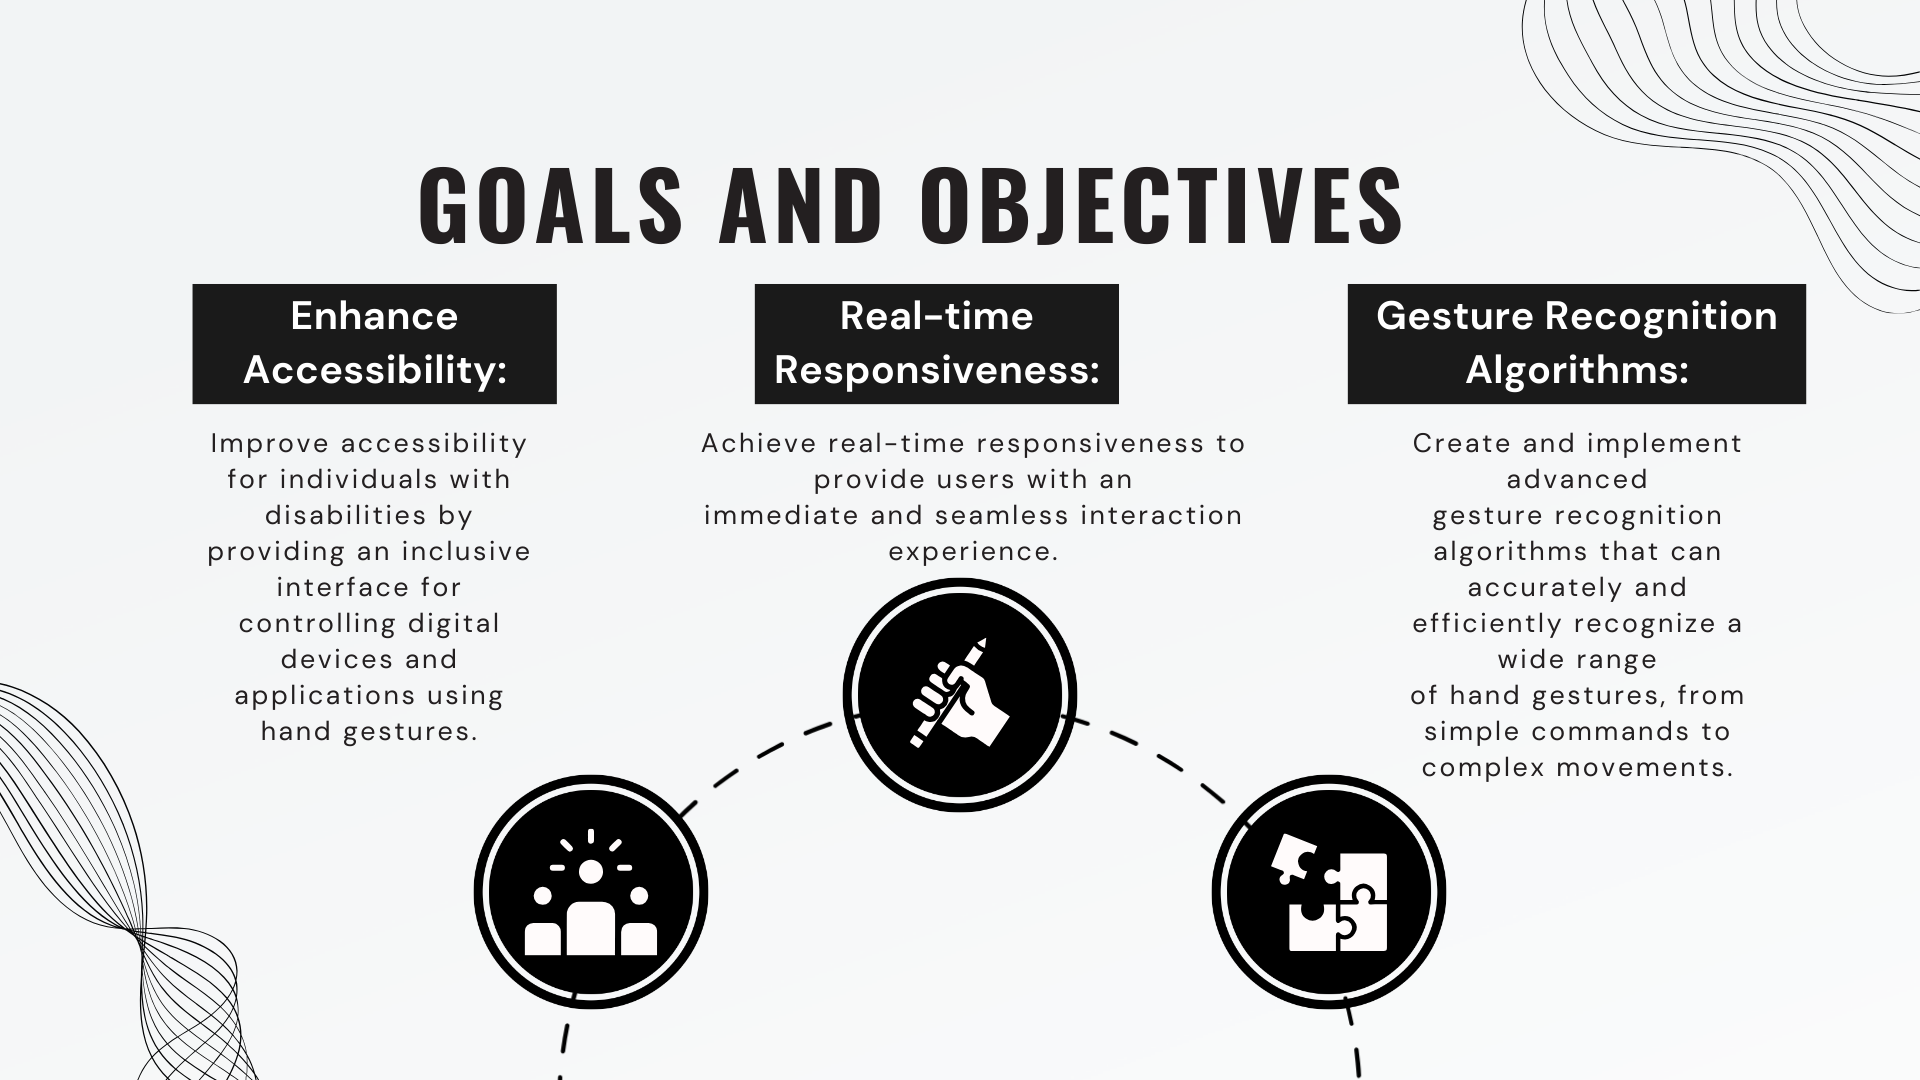 GOALS AND OBJECTIVES
Enhance
Accessibility:
Improve accessibility
for individuals with
disabilities by
providing an inclusive
interface for
controlling digital
devices and
applications using
hand gestures.
Real-time
Responsiveness:
Achieve real-time responsiveness to
provide users with an
immediate and seamless interaction
experience.
Gesture Recognition
Algorithms:
Create and implement
advanced
gesture recognition
algorithms that can
accurately and
efficiently recognize a
wide range
of hand gestures, from
simple commands to
complex movements.